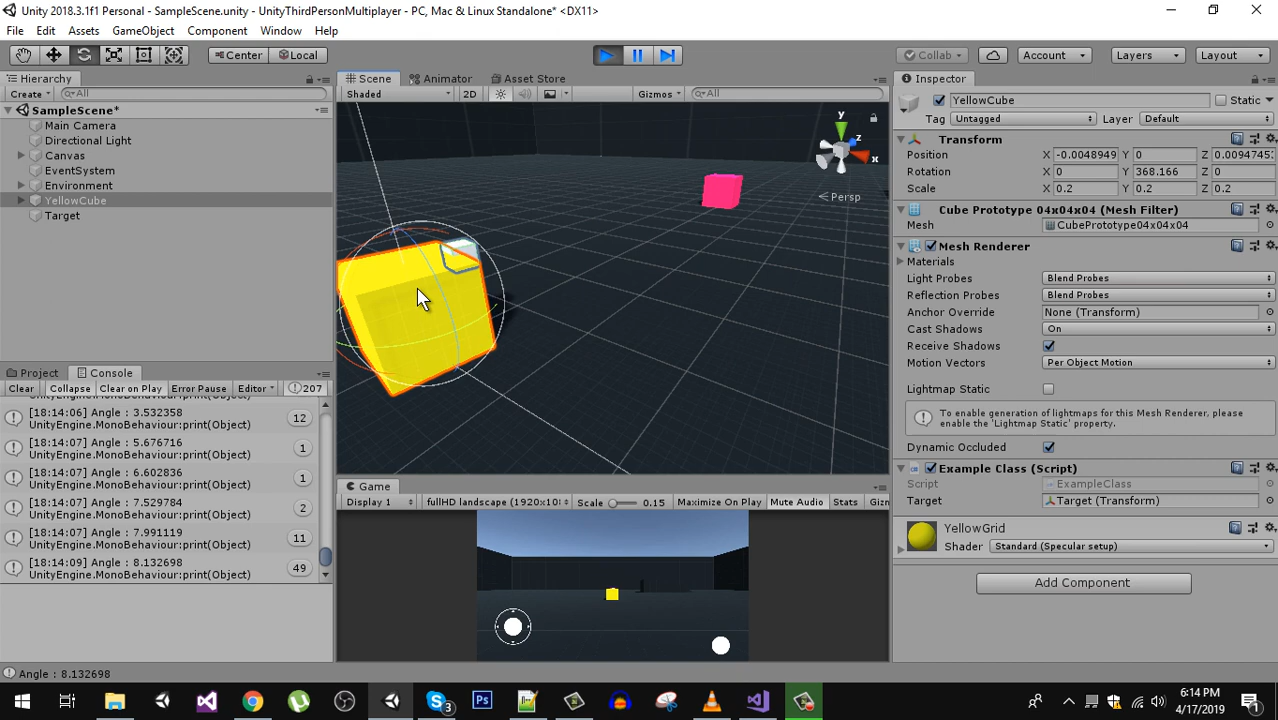 Unity 2018.3.1f1 Personal - SampleScene.unity - UnityThirdPersonMultiplayer - PC, Mac & Linux Standalone* <DX11>
File Edit Assets GameObject Component Window Help
Center Local Collab Account Layers Layout
Hierarchy
Create All
SampleScene*
Main Camera
Directional Light
Canvas
EventSystem
Environment
YellowCube
Target
Project Console
Clear Collapse Clear on Play Error Pause Editor 207
UnityEngine.MonoBehaviour:print(Object)
[18:14:06] Angle : 3.532358
UnityEngine.MonoBehaviour:print(Object)
12
[18:14:07] Angle : 5.676716
UnityEngine.MonoBehaviour:print(Object)
1
[18:14:07] Angle : 6.602836
UnityEngine.MonoBehaviour:print(Object)
1
[18:14:07] Angle : 7.529784
UnityEngine.MonoBehaviour:print(Object)
2
[18:14:07] Angle : 7.991119
UnityEngine.MonoBehaviour:print(Object)
11
[18:14:09] Angle : 8.132698
UnityEngine.MonoBehaviour:print(Object)
49
Angle : 8.132698
Scene Animator Asset Store
Shaded 2D Gizmos All
y
z
x
Persp
Game
Display 1 fullHD landscape (1920x10 Scale 0.15 Maximize On Play Mute Audio Stats Giz
Inspector
YellowCube Static
Tag Untagged Layer Default
Transform
Position X -0.0048949 Y 0 Z 0.0094745
Rotation X 0 Y 368.166 Z 0
Scale X 0.2 Y 0.2 Z 0.2
Cube Prototype 04x04x04 (Mesh Filter)
Mesh CubePrototype04x04x04
Mesh Renderer
Materials
Light Probes Blend Probes
Reflection Probes Blend Probes
Anchor Override None (Transform)
Cast Shadows On
Receive Shadows
Motion Vectors Per Object Motion
Lightmap Static
To enable generation of lightmaps for this Mesh Renderer, please
enable the 'Lightmap Static' property.
Dynamic Occluded
Example Class (Script)
Script ExampleClass
Target Target (Transform)
YellowGrid
Shader Standard (Specular setup)
Add Component
6:14 PM
4/17/2019
3
1